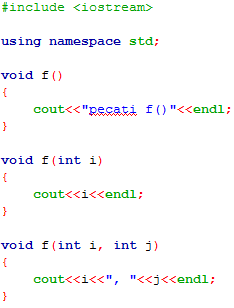 #include <iostream>
using namespace std;
void f()
{
    cout<<"pecati f()"<<endl;
}
void f(int i)
{
    cout<<i<<endl;
}
void f(int i, int j)
{
    cout<<i<<", "<<j<<endl;
}